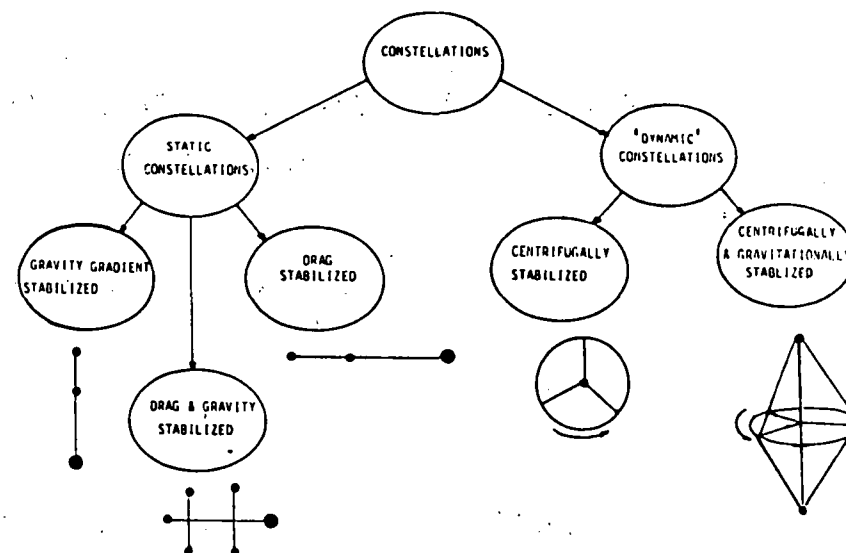 CONSTELLATIONS
STATIC
CONSTELLATIONS
"DYNAMIC"
CONSTELLATIONS
GRAVITY GRADIENT
STABILIZED
DRAG
STABILIZED
DRAG & GRAVITY
STABILIZED
CENTRIFUGALLY
STABILIZED
CENTRIFUGALLY
& GRAVITATIONALLY
STABLIZED